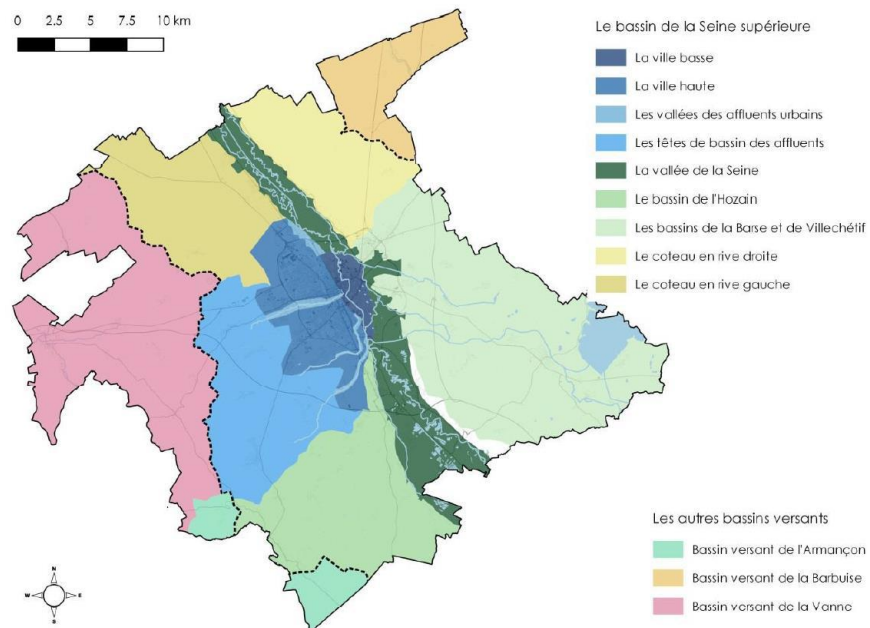 0 2.5 5 7.5 10 km
Le bassin de la Seine supérieure
La ville basse
La ville haute
Les vallées des affluents urbains
Les têtes de bassin des affluents
La vallée de la Seine
Le bassin de l'Hozain
Les bassins de la Barse et de Villechétif
Le coteau en rive droite
Le coteau en rive gauche
Les autres bassins versants
Bassin versant de l'Armançon
Bassin versant de la Barbuise
Bassin versant de la Vanne
N
W E
S